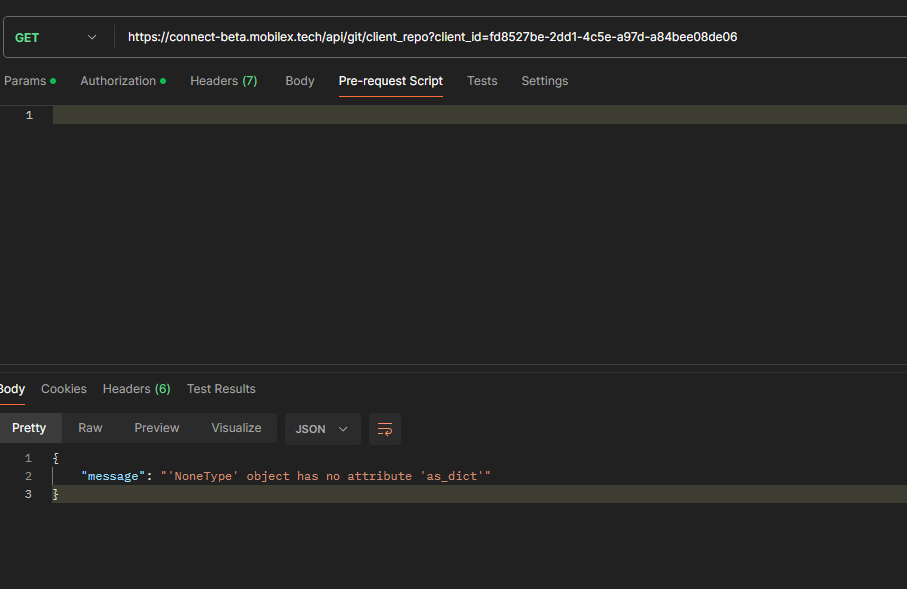 GET https://connect-beta.mobilex.tech/api/git/client_repo?client_id=fd8527be-2dd1-4c5e-a97d-a84bee08de06
Params Authorization Headers (7) Body Pre-request Script Tests Settings
1
Body Cookies Headers (6) Test Results
Pretty Raw Preview Visualize JSON
1 {
2 "message": "'NoneType' object has no attribute 'as_dict'"
3 }